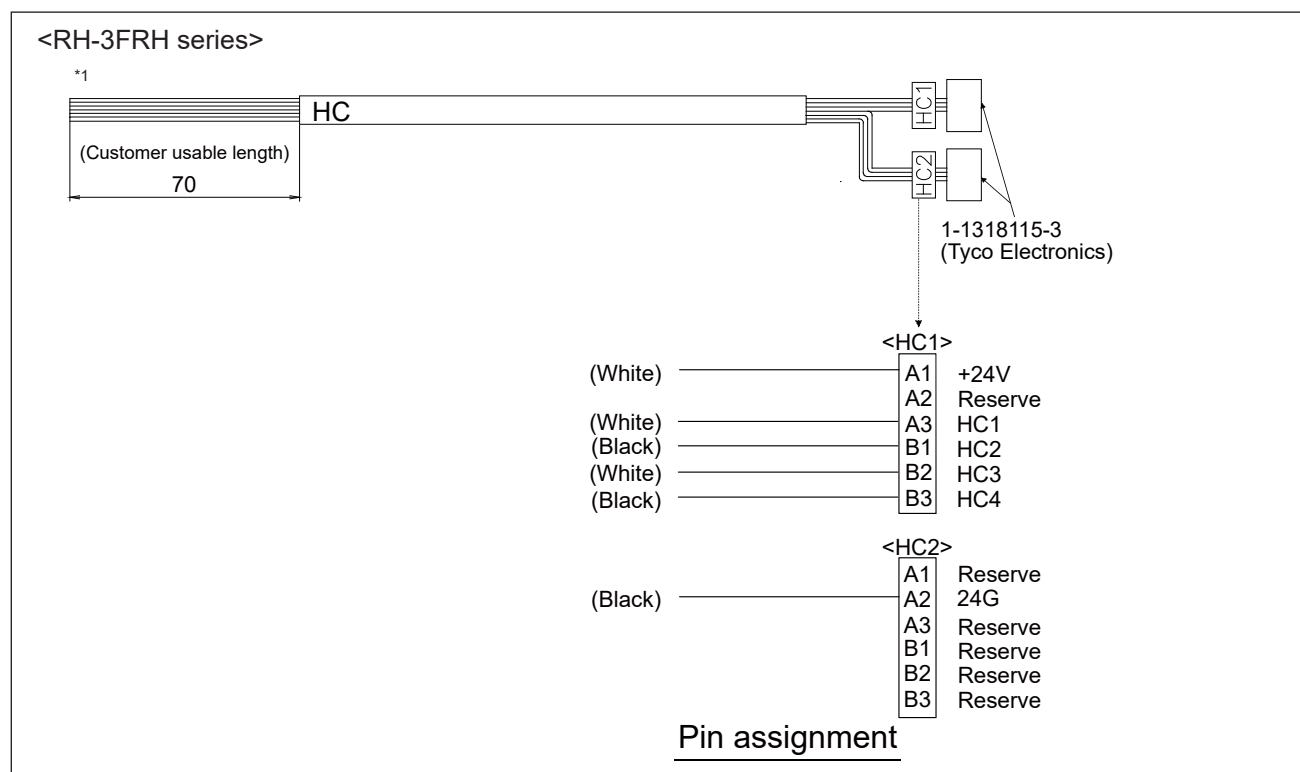 <RH-3FRH series>
*1
HC
HC1
HC2
(Customer usable length)
70
1-1318115-3
(Tyco Electronics)
<HC1>
(White) A1 +24V
A2 Reserve
(White) A3 HC1
(Black) B1 HC2
(White) B2 HC3
(Black) B3 HC4
<HC2>
A1 Reserve
(Black) A2 24G
A3 Reserve
B1 Reserve
B2 Reserve
B3 Reserve
Pin assignment